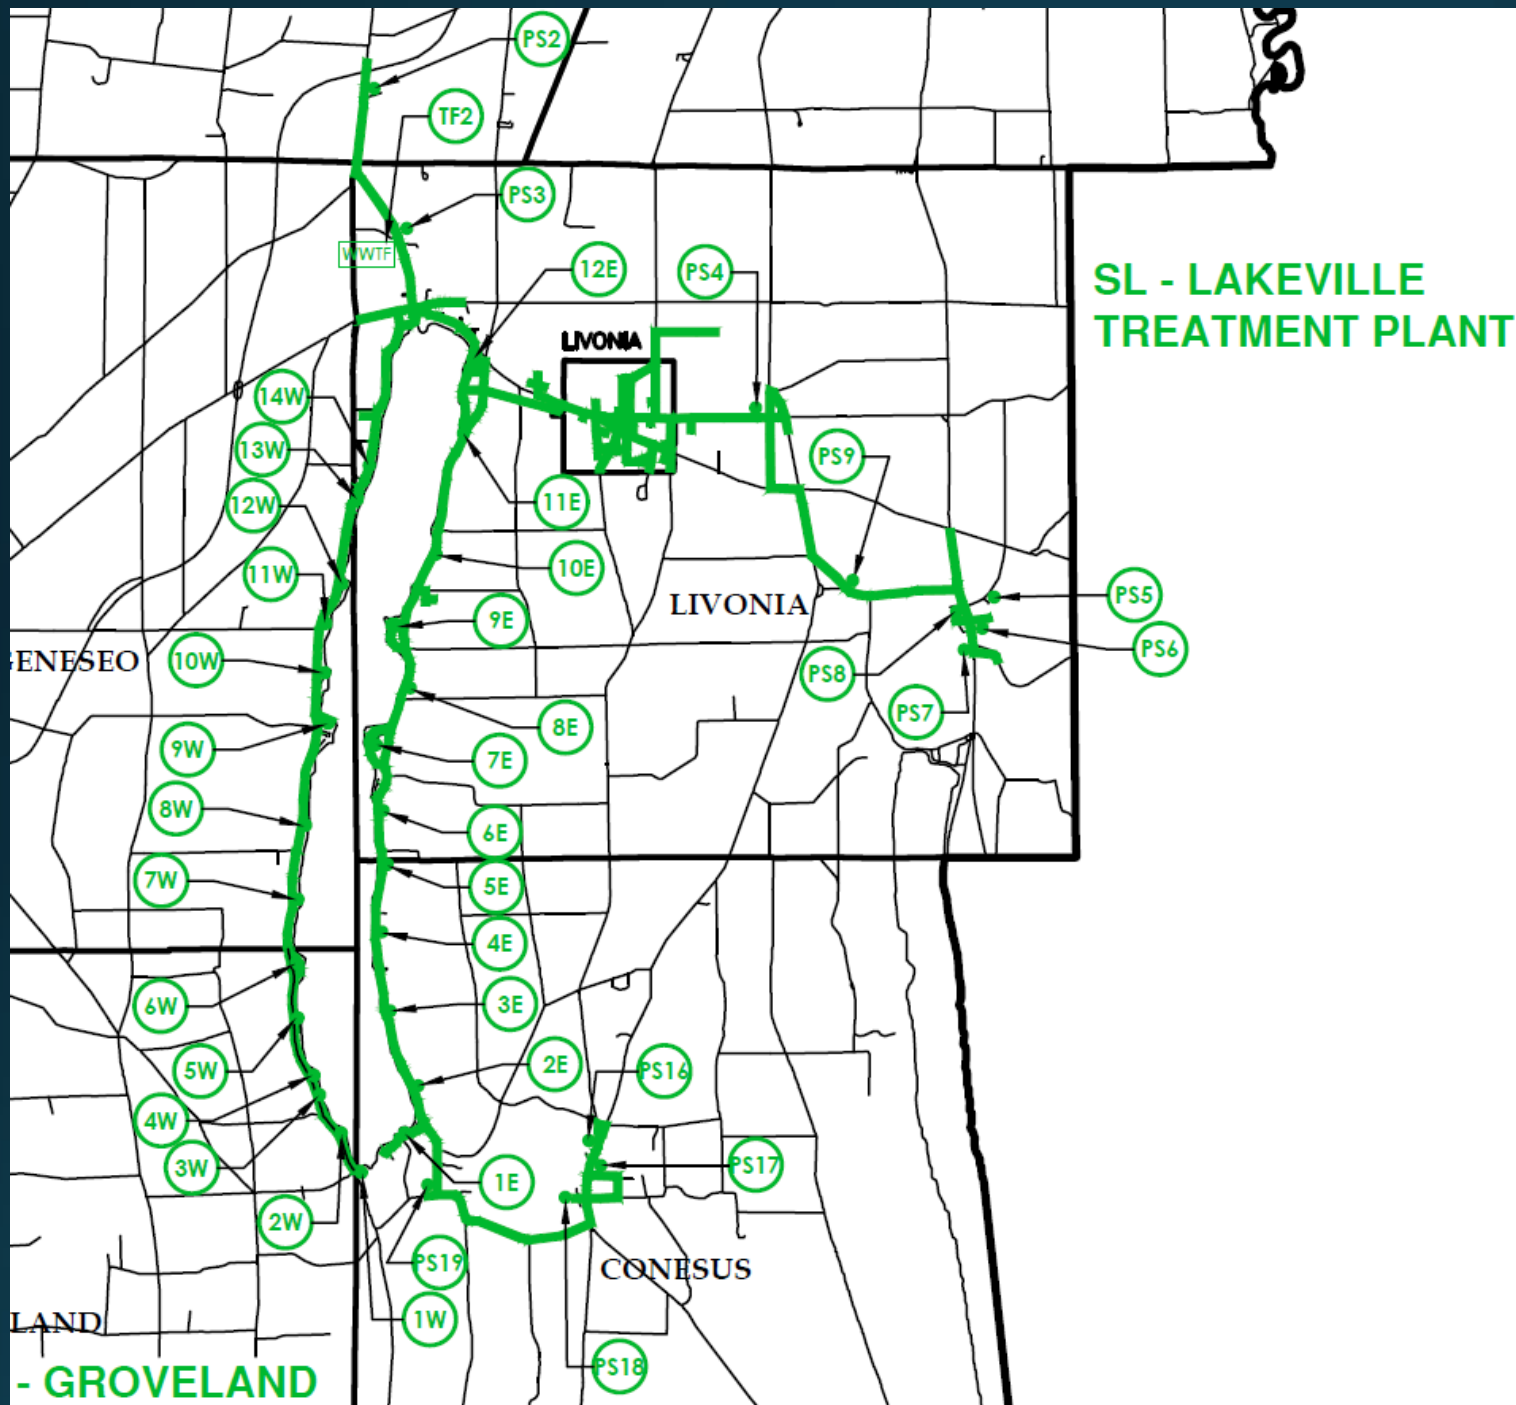 PS2
TF2
PS3
WWTF
12E
PS4
SL - LAKEVILLE
TREATMENT PLANT
LIVONIA
14W
13W
PS9
12W
11E
11W
10E
PS5
LIVONIA
9E
PS6
GENESEO
10W
PS8
PS7
8E
9W
7E
8W
6E
7W
5E
4E
6W
3E
2E
5W
PS16
4W
3W
PS17
1E
2W
PS19
CONESUS
1W
LAND
PS18
- GROVELAND